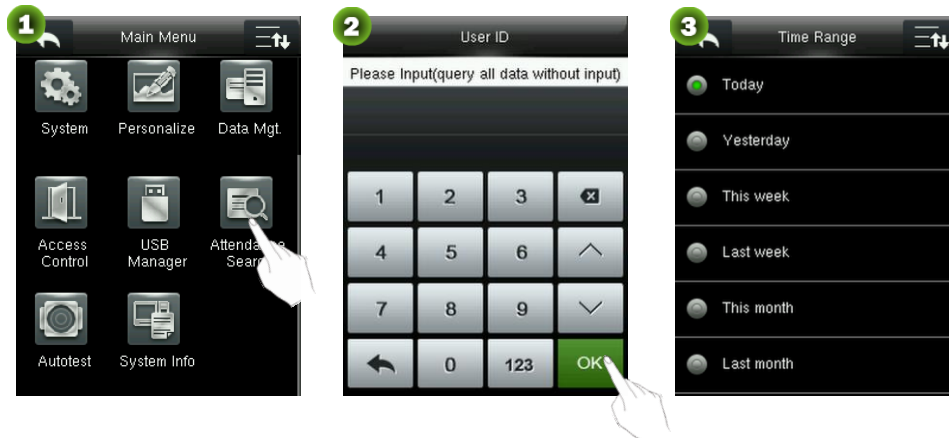 1
Main Menu
System
Personalize
Data Mgt.
Access
Control
USB
Manager
Attendance
Search
Autotest
System Info
2
User ID
Please Input(query all data without input)
1
2
3
4
5
6
7
8
9
0
123
OK
3
Time Range
Today
Yesterday
This week
Last week
This month
Last month